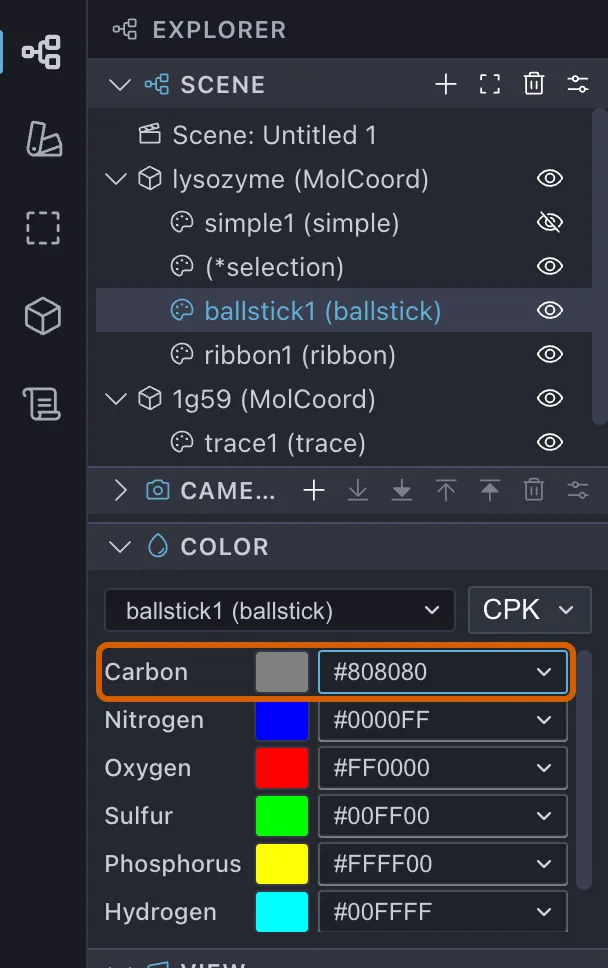 EXPLORER
SCENE
Scene: Untitled 1
lysozyme (MolCoord)
simple1 (simple)
(*selection)
ballstick1 (ballstick)
ribbon1 (ribbon)
1g59 (MolCoord)
trace1 (trace)
CAME...
COLOR
ballstick1 (ballstick) CPK
Carbon #808080
Nitrogen #0000FF
Oxygen #FF0000
Sulfur #00FF00
Phosphorus #FFFF00
Hydrogen #00FFFF
VIEW